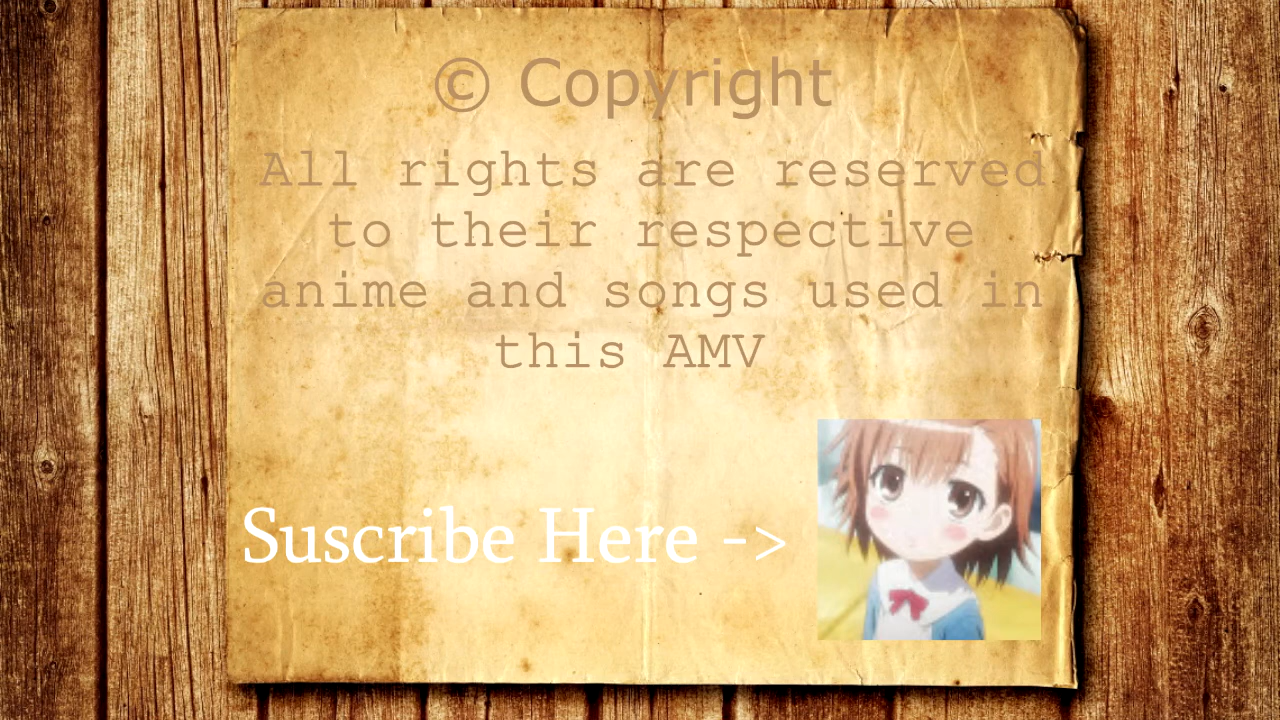 © Copyright
All rights are reserved
to their respective
anime and songs used in
this AMV
Suscribe Here ->